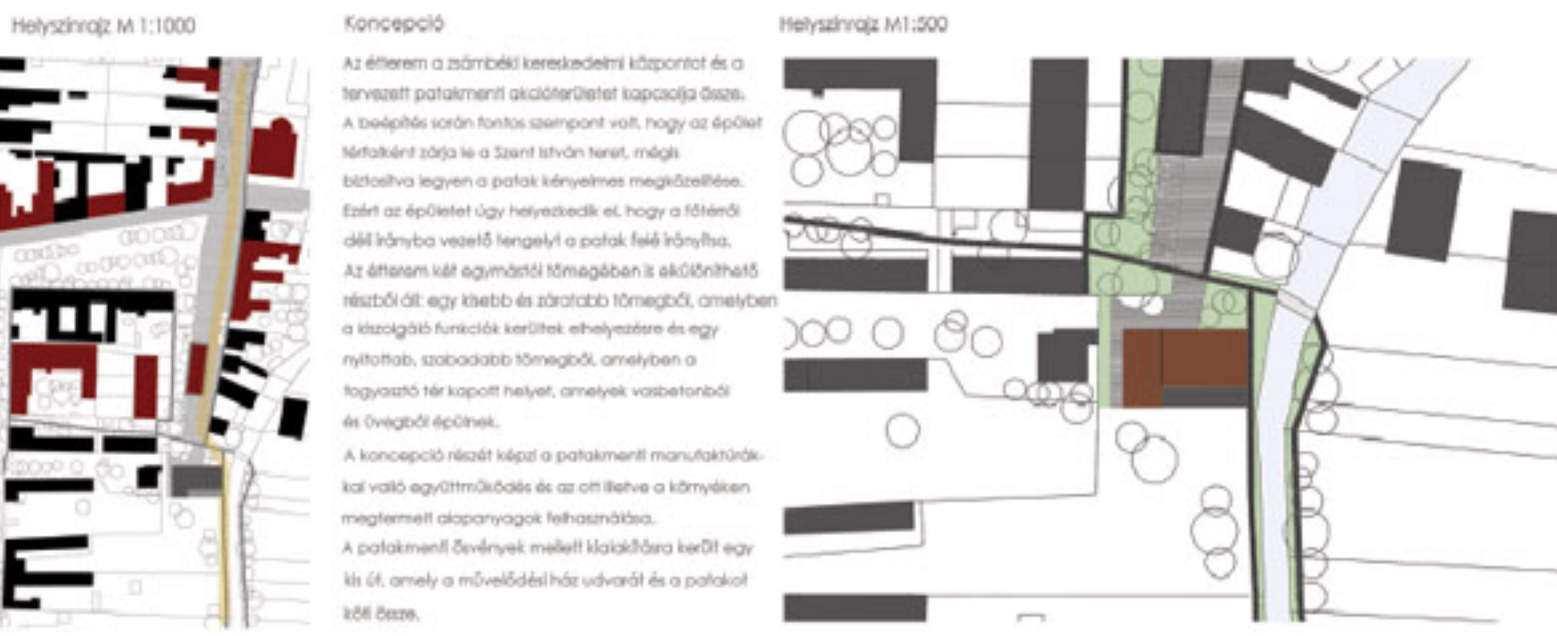 Helyszínrajz M 1:1000
Koncepció
Az étterem a zsámbéki kereskedelmi központot és a
tervezett patakmenti akcióterületet kapcsolja össze.
A beépítés során fontos szempont volt, hogy az épület
térfalként zárja le a Szent István teret, mégis
biztosítva legyen a patak kényelmes megközelítése.
Ezért az épületet úgy helyezkedik el, hogy a főtérről
déli irányba vezető tengelyt a patak felé irányítsa.
Az étterem két egymástól tömegében is elkülöníthető
részből áll: egy kisebb és zártabb tömegből, amelyben
a kiszolgáló funkciók kerültek elhelyezésre és egy
nyitottab, szabadabb tömegből, amelyben a
fogyasztó tér kapott helyet, amelyek vasbetonból
és üvegből épülnek.
A koncepció részét képzi a patakmenti manufaktúrák-
kal valló együttműködés és az ott illetve a környéken
megtermett alapanyagok felhasználása.
A patakmenti ösvények mellett kialakításra került egy
kis út, amely a művelődési ház udvarát és a patakot
köti össze.
Helyszínrajz M1:500